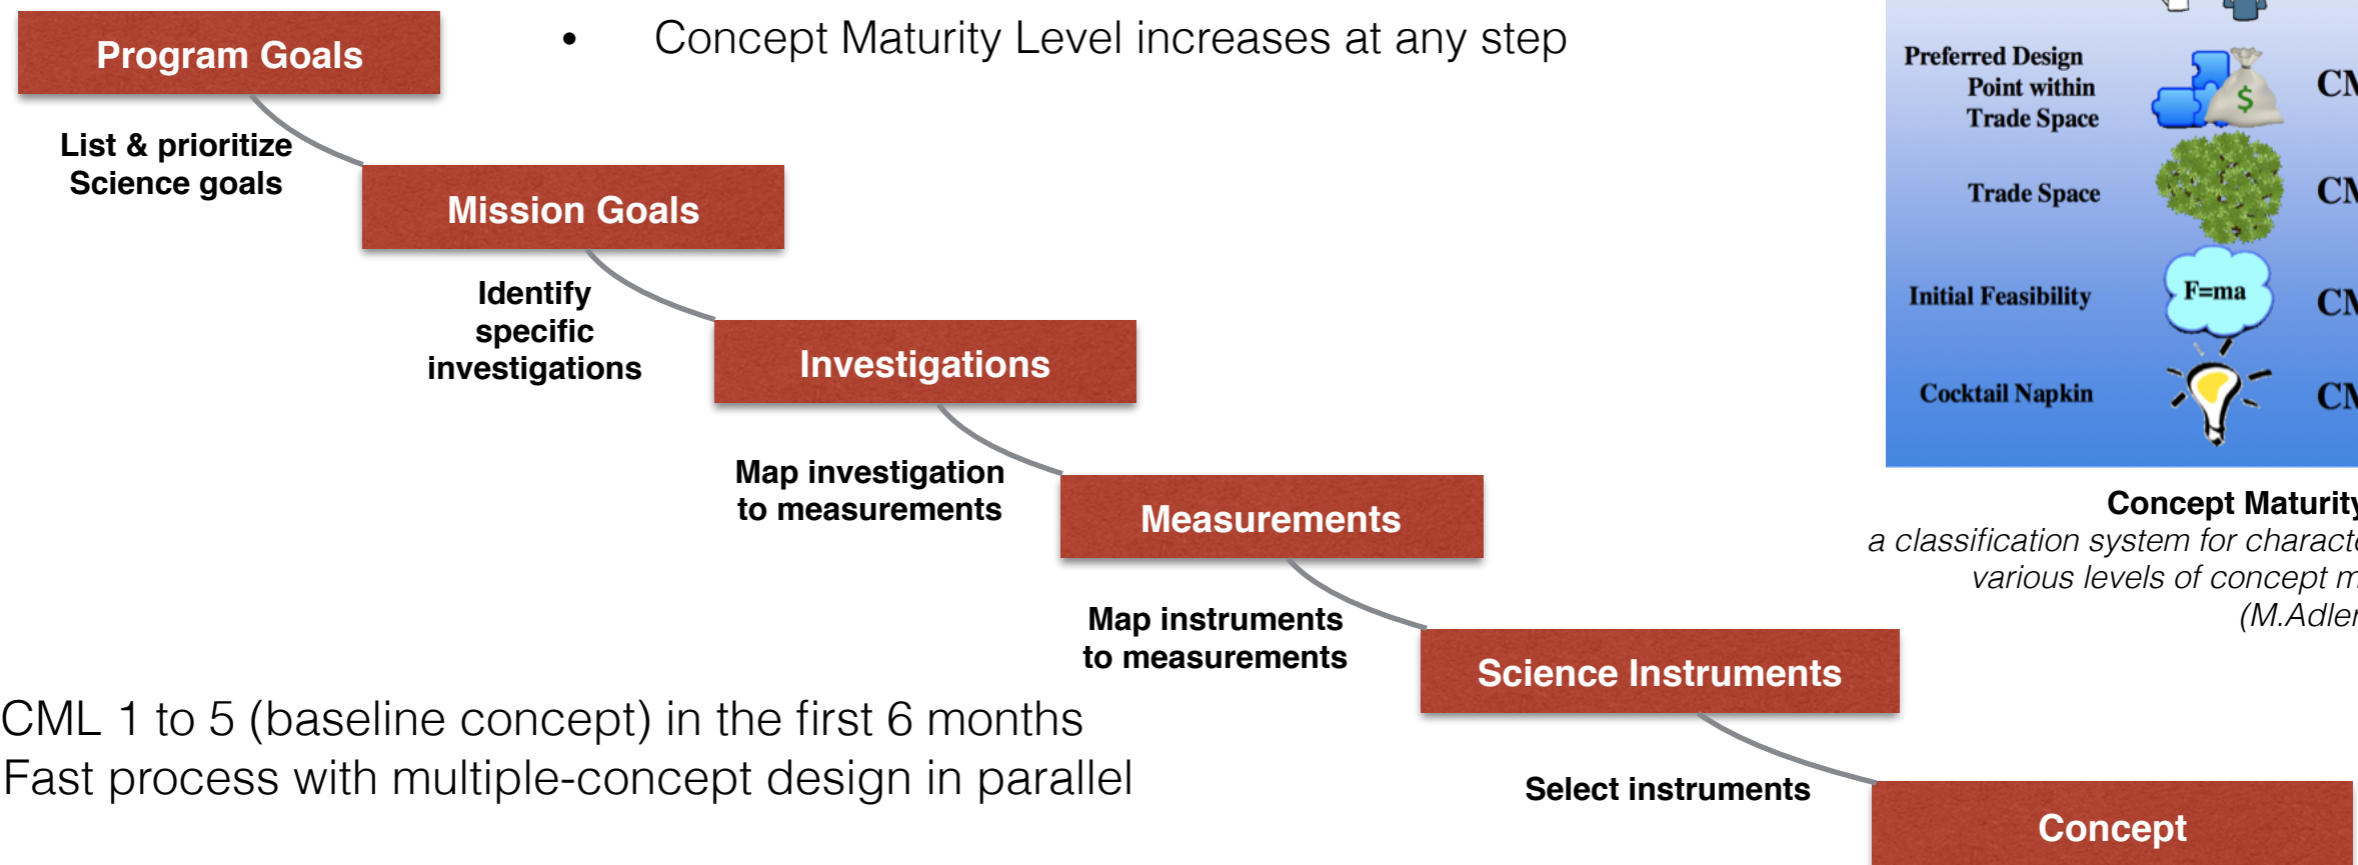 Program Goals
• Concept Maturity Level increases at any step
List & prioritize
Science goals
Mission Goals
Identify
specific
investigations
Investigations
Map investigation
to measurements
Measurements
Map instruments
to measurements
Science Instruments
Select instruments
Concept
CML 1 to 5 (baseline concept) in the first 6 months
Fast process with multiple-concept design in parallel
Preferred Design
Point within
Trade Space
$
CM
Trade Space
CM
Initial Feasibility
F=ma
CM
Cocktail Napkin
CM
Concept Maturity
a classification system for characte
various levels of concept m
(M.Adler